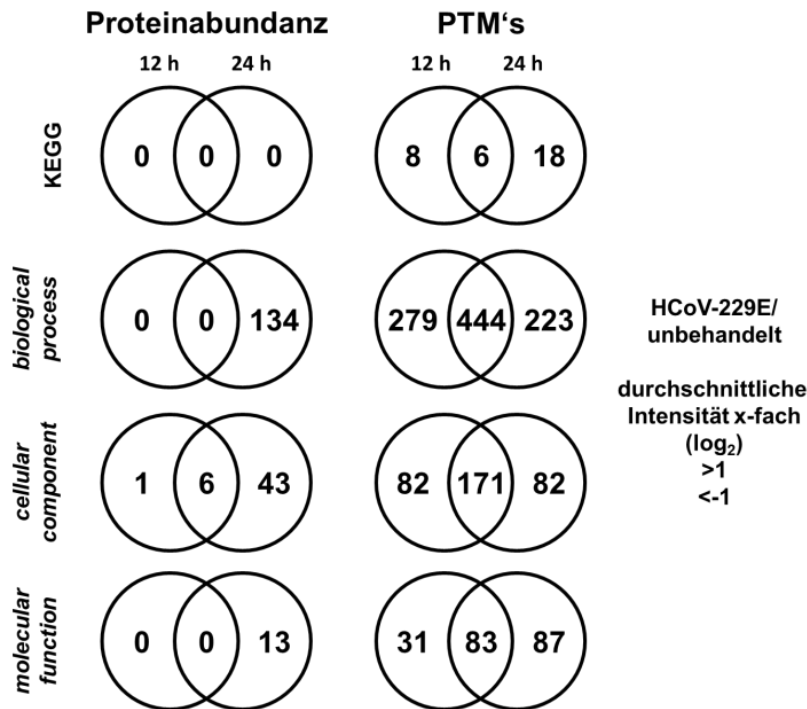 Proteinabundanz PTM‘s
12 h 24 h 12 h 24 h
KEGG 0 0 0 8 6 18
biological
process
0 0 134 279 444 223
HCoV-229E/
unbehandelt
durchschnittliche
Intensität x-fach
(log₂)
>1
<-1
cellular
component
1 6 43 82 171 82
molecular
function
0 0 13 31 83 87